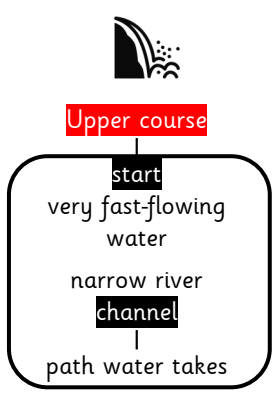 Upper course
start
very fast-flowing
water
narrow river
channel
path water takes